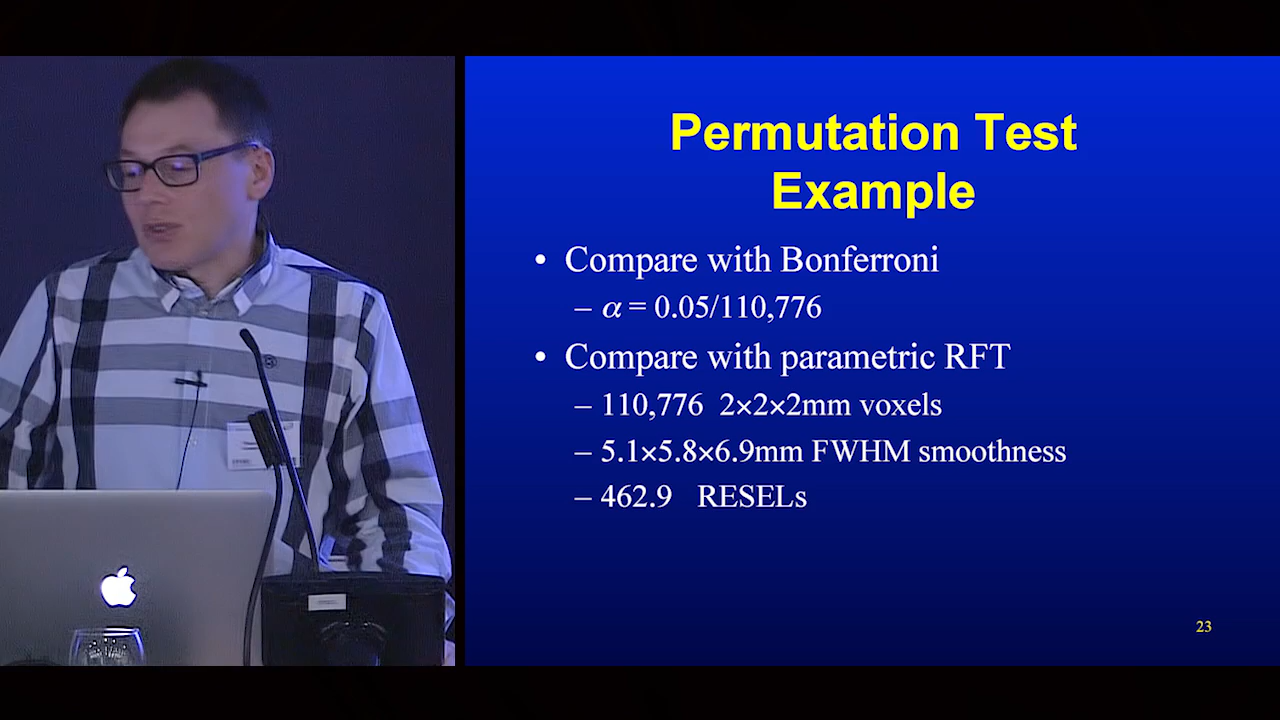 Permutation Test
Example
• Compare with Bonferroni
– α = 0.05/110,776
• Compare with parametric RFT
– 110,776 2×2×2mm voxels
– 5.1×5.8×6.9mm FWHM smoothness
– 462.9 RESELs
23